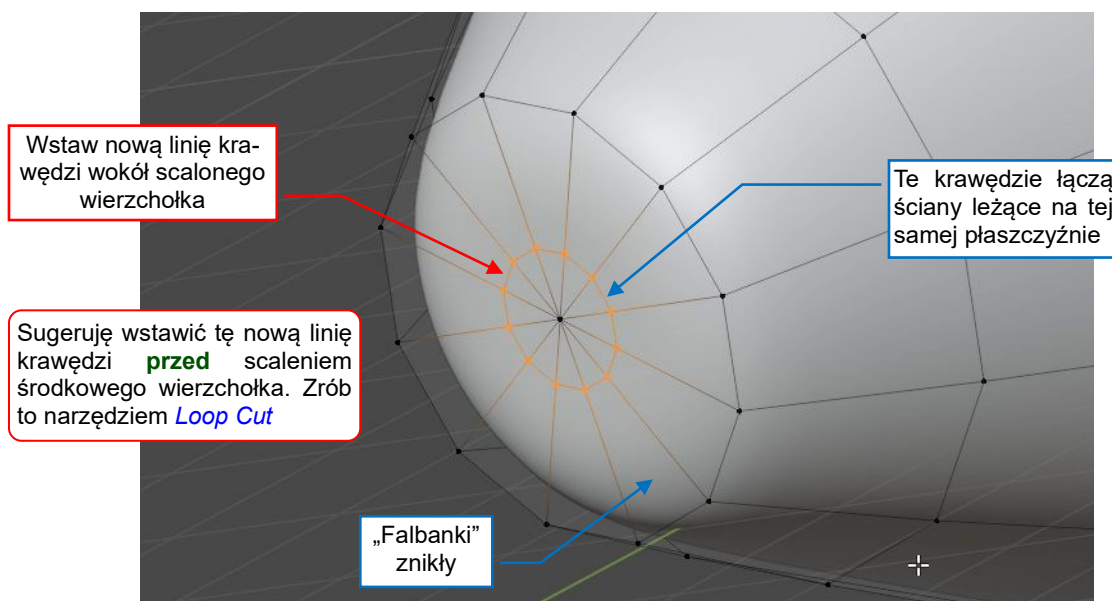 Wstaw nową linię kra-
wędzi wokół scalonego
wierzchołka
Te krawędzie łączą
ściany leżące na tej
samej płaszczyźnie
Sugeruję wstawić tę nową linię
krawędzi przed scaleniem
środkowego wierzchołka. Zrób
to narzędziem Loop Cut
„Falbanki”
znikły